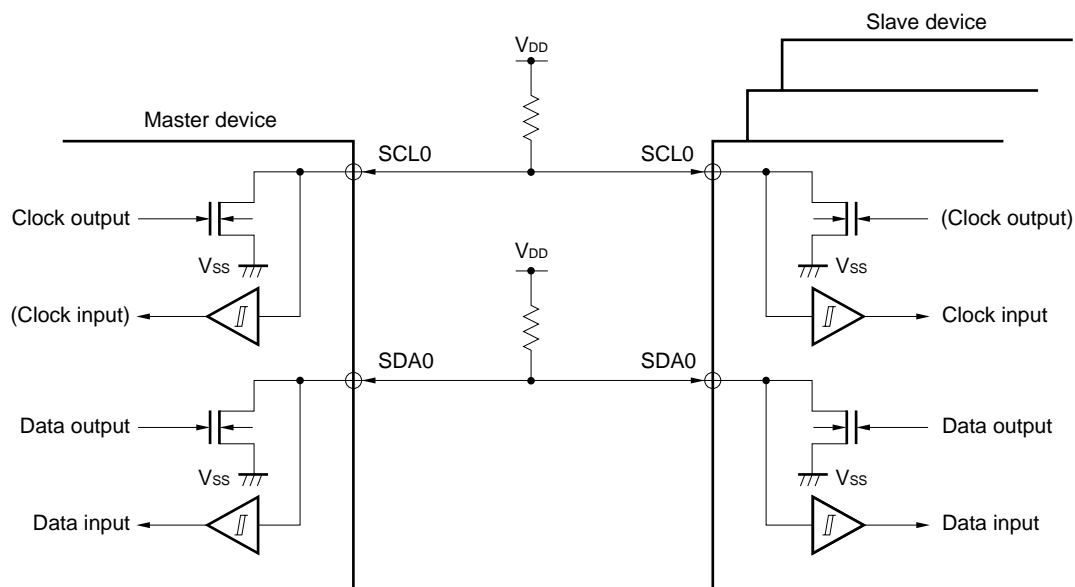 Slave device
VDD
Master device
SCL0
SCL0
Clock output
(Clock output)
VSS
VDD
VSS
(Clock input)
Clock input
SDA0
SDA0
Data output
Data output
VSS
VSS
Data input
Data input